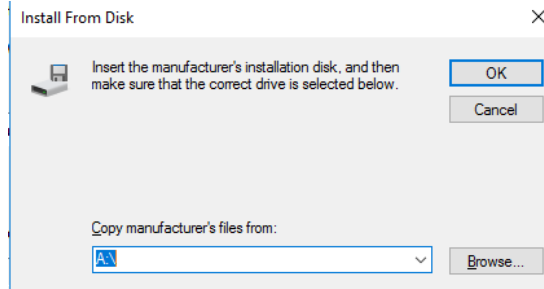 Install From Disk
Insert the manufacturer's installation disk, and then
make sure that the correct drive is selected below.
OK
Cancel
Copy manufacturer's files from:
A:\
Browse...